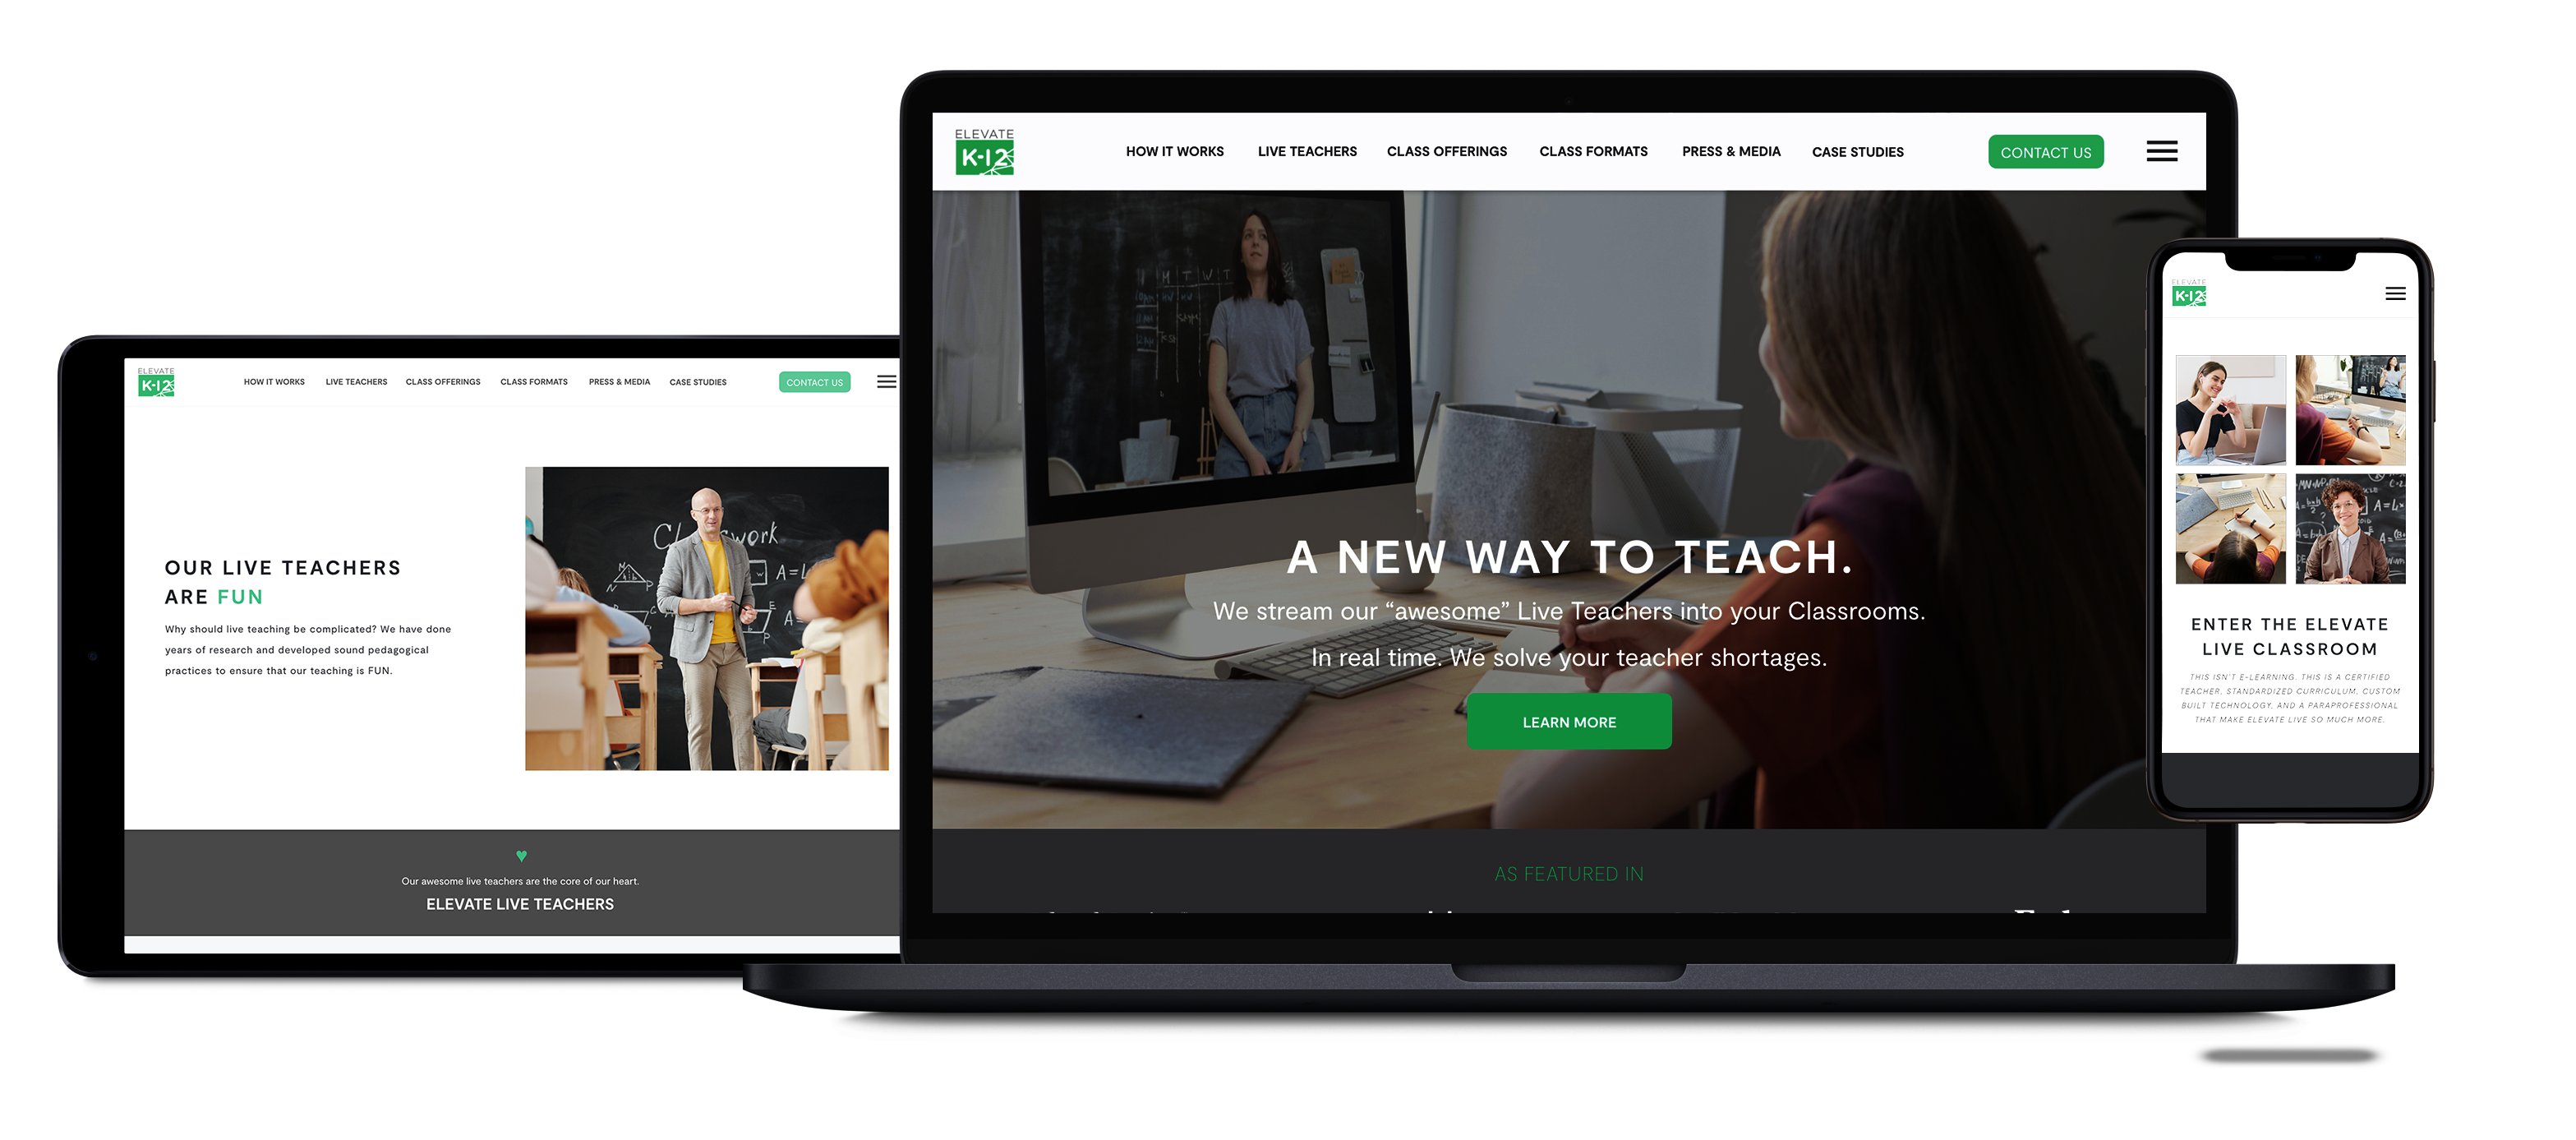 ELEVATE
K-12
HOW IT WORKS LIVE TEACHERS CLASS OFFERINGS CLASS FORMATS PRESS & MEDIA CASE STUDIES CONTACT US
OUR LIVE TEACHERS
ARE FUN
Why should live teaching be complicated? We have done
years of research and developed sound pedagogical
practices to ensure that our teaching is FUN.
♥
Our awesome live teachers are the core of our heart.
ELEVATE LIVE TEACHERS
ELEVATE
K-12
HOW IT WORKS LIVE TEACHERS CLASS OFFERINGS CLASS FORMATS PRESS & MEDIA CASE STUDIES CONTACT US
M T W T
A NEW WAY TO TEACH.
We stream our “awesome” Live Teachers into your Classrooms.
In real time. We solve your teacher shortages.
LEARN MORE
AS FEATURED IN
ELEVATE
K-12
ENTER THE ELEVATE
LIVE CLASSROOM
THIS ISN'T E-LEARNING. THIS IS A CERTIFIED
TEACHER, STANDARDIZED CURRICULUM, CUSTOM
BUILT TECHNOLOGY, AND A PARAPROFESSIONAL
THAT MAKE ELEVATE LIVE SO MUCH MORE.